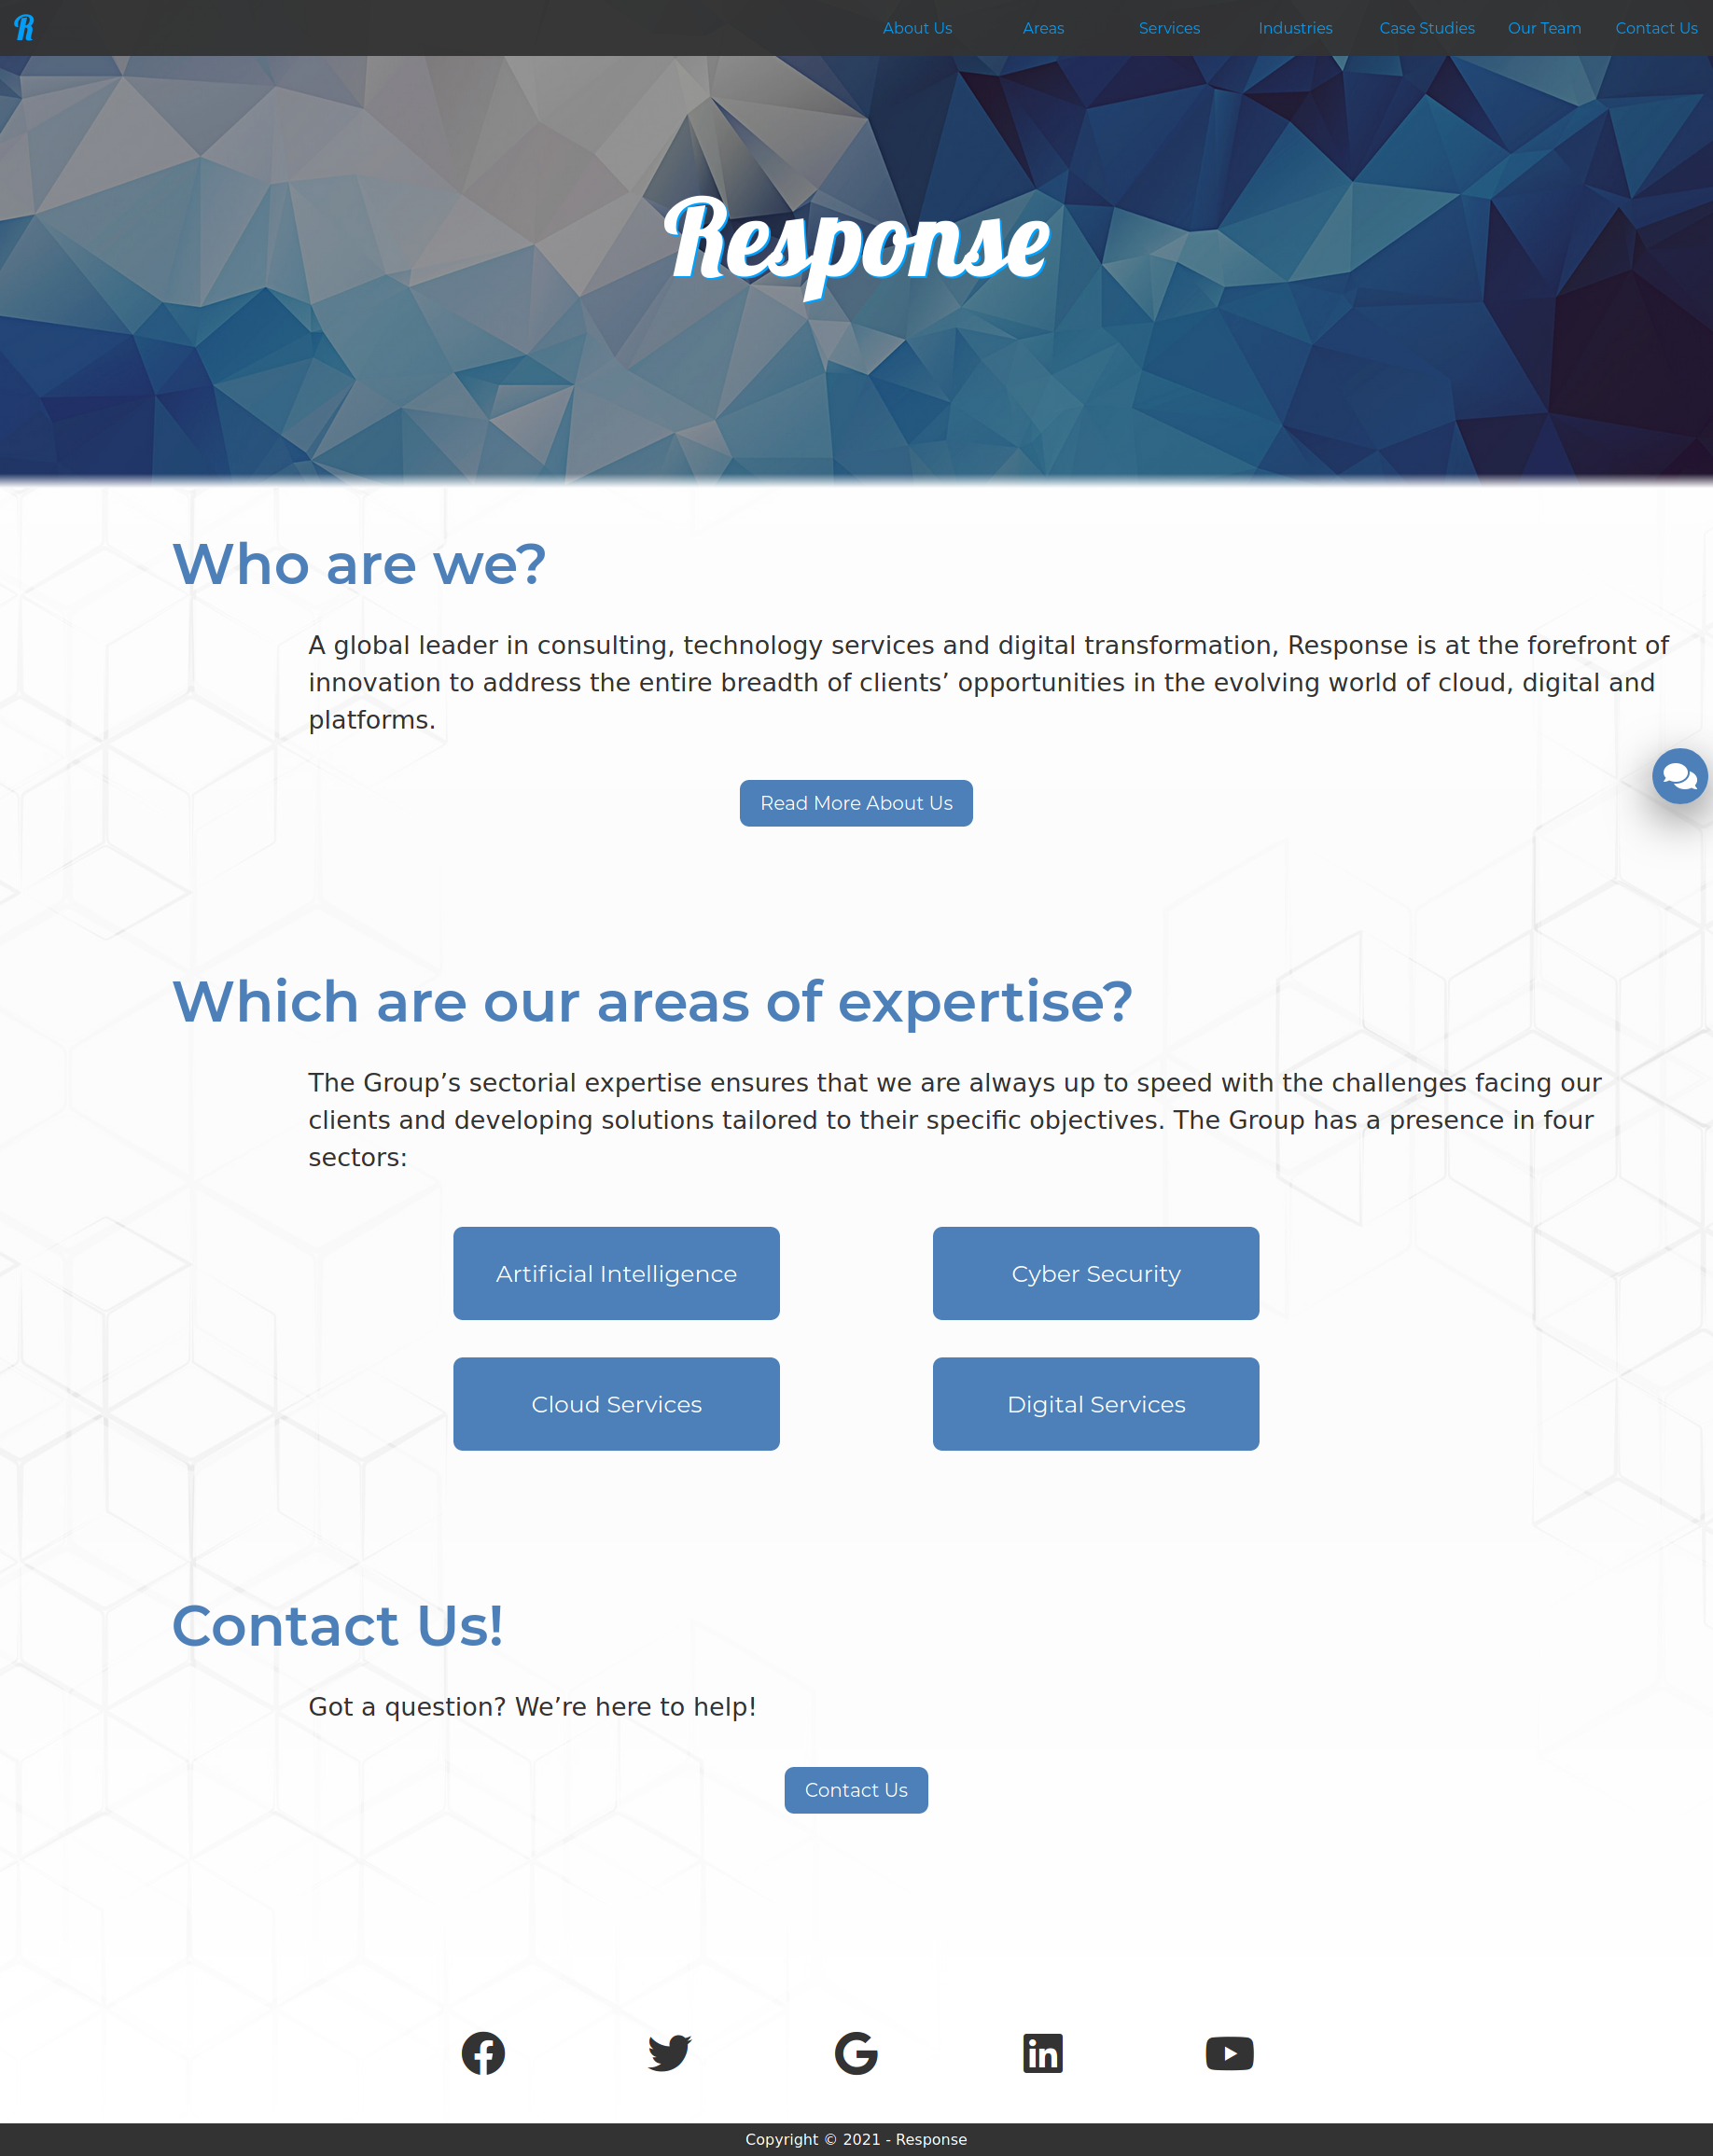 R
About Us Areas Services Industries Case Studies Our Team Contact Us
Response
Who are we?
A global leader in consulting, technology services and digital transformation, Response is at the forefront of
innovation to address the entire breadth of clients’ opportunities in the evolving world of cloud, digital and
platforms.
Read More About Us
Which are our areas of expertise?
The Group’s sectorial expertise ensures that we are always up to speed with the challenges facing our
clients and developing solutions tailored to their specific objectives. The Group has a presence in four
sectors:
Artificial Intelligence
Cyber Security
Cloud Services
Digital Services
Contact Us!
Got a question? We’re here to help!
Contact Us
Copyright © 2021 - Response